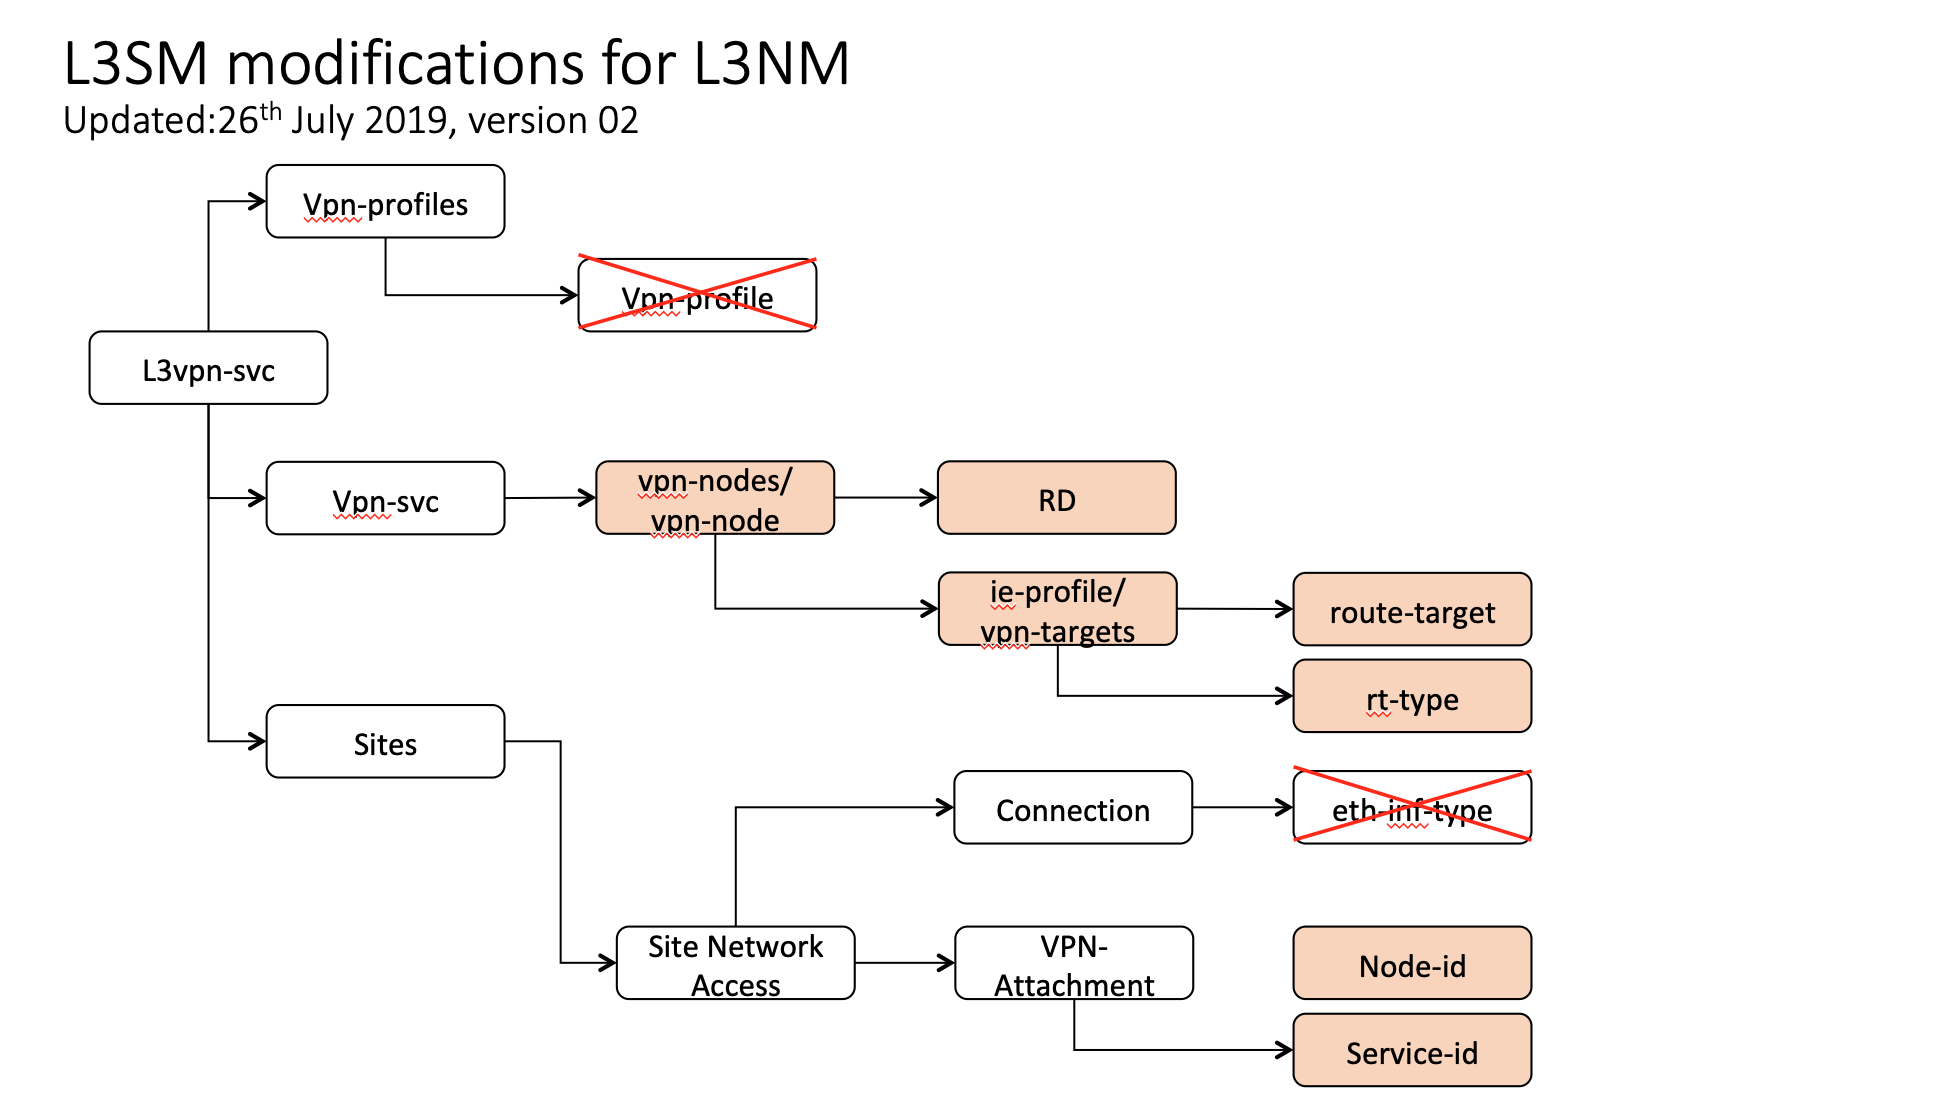 L3SM modifications for L3NM
Updated:26th July 2019, version 02
Vpn-profiles
Vpn-profile
L3vpn-svc
Vpn-svc
vpn-nodes/
vpn-node
RD
ie-profile/
vpn-targets
route-target
rt-type
Sites
Connection
eth-inf-type
Site Network
Access
VPN-
Attachment
Node-id
Service-id